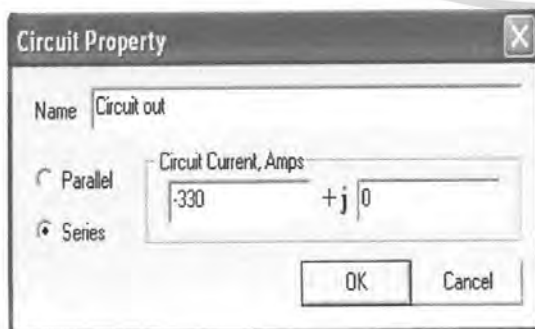 Circuit Property
Name Circuit out
Parallel
Series
Circuit Current, Amps
-330 +j 0
OK Cancel